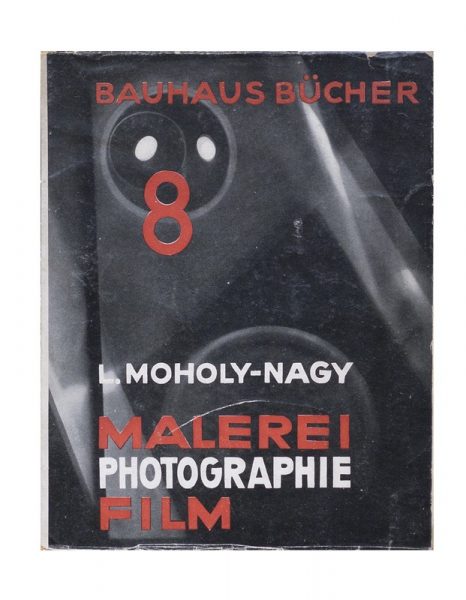 BAUHAUS BÜCHER
8
L. MOHOLY-NAGY
MALEREI
PHOTOGRAPHIE
FILM